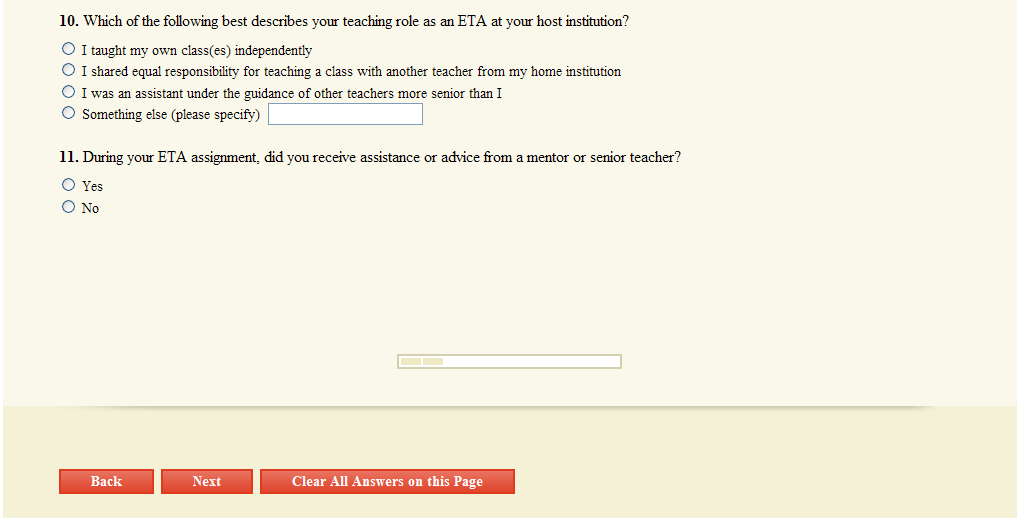 10. Which of the following best describes your teaching role as an ETA at your host institution?
I taught my own class(es) independently
I shared equal responsibility for teaching a class with another teacher from my home institution
I was an assistant under the guidance of other teachers more senior than I
Something else (please specify)
11. During your ETA assignment, did you receive assistance or advice from a mentor or senior teacher?
Yes
No
Back Next Clear All Answers on this Page